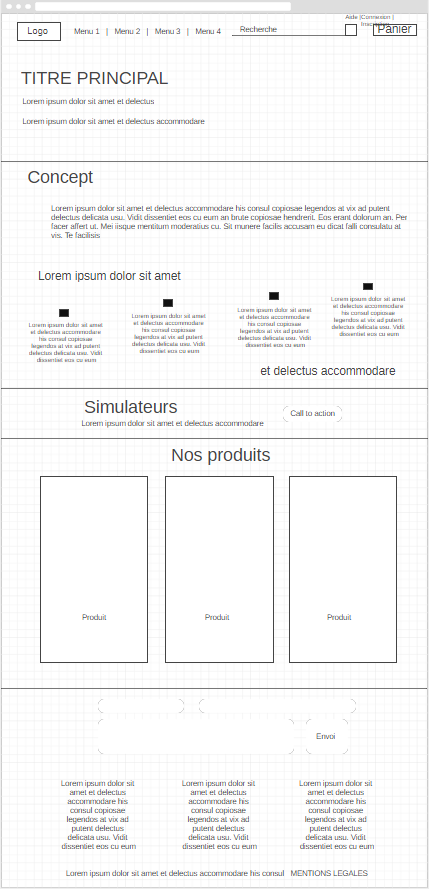 Aide |Connexion |
Inscription
Logo
Menu 1 | Menu 2 | Menu 3 | Menu 4
Recherche
Panier
TITRE PRINCIPAL
Lorem ipsum dolor sit amet et delectus
Lorem ipsum dolor sit amet et delectus accommodare
Concept
Lorem ipsum dolor sit amet et delectus accommodare his consul copiosae legendos at vix ad putent
delectus delicata usu. Vidit dissentiet eos cu eum an brute copiosae hendrerit. Eos erant dolorum an. Per
facer affert ut. Mei iisque mentitum moderatius cu. Sit munere facilis accusam eu dicat falli consulatu at
vis. Te facilisis
Lorem ipsum dolor sit amet
Lorem ipsum dolor sit amet
et delectus accommodare
his consul copiosae
legendos at vix ad putent
delectus delicata usu. Vidit
dissentiet eos cu eum
Lorem ipsum dolor sit amet
et delectus accommodare
his consul copiosae
legendos at vix ad putent
delectus delicata usu. Vidit
dissentiet eos cu eum
Lorem ipsum dolor sit amet
et delectus accommodare
his consul copiosae
legendos at vix ad putent
delectus delicata usu. Vidit
dissentiet eos cu eum
Lorem ipsum dolor sit amet
et delectus accommodare
his consul copiosae
legendos at vix ad putent
delectus delicata usu. Vidit
dissentiet eos cu eum
et delectus accommodare
Simulateurs
Lorem ipsum dolor sit amet et delectus accommodare
Call to action
Nos produits
Produit
Produit
Produit
Envoi
Lorem ipsum dolor sit
amet et delectus
accommodare his
consul copiosae
legendos at vix ad
putent delectus
delicata usu. Vidit
dissentiet eos cu eum
Lorem ipsum dolor sit
amet et delectus
accommodare his
consul copiosae
legendos at vix ad
putent delectus
delicata usu. Vidit
dissentiet eos cu eum
Lorem ipsum dolor sit
amet et delectus
accommodare his
consul copiosae
legendos at vix ad
putent delectus
delicata usu. Vidit
dissentiet eos cu eum
Lorem ipsum dolor sit amet et delectus accommodare his consul MENTIONS LEGALES